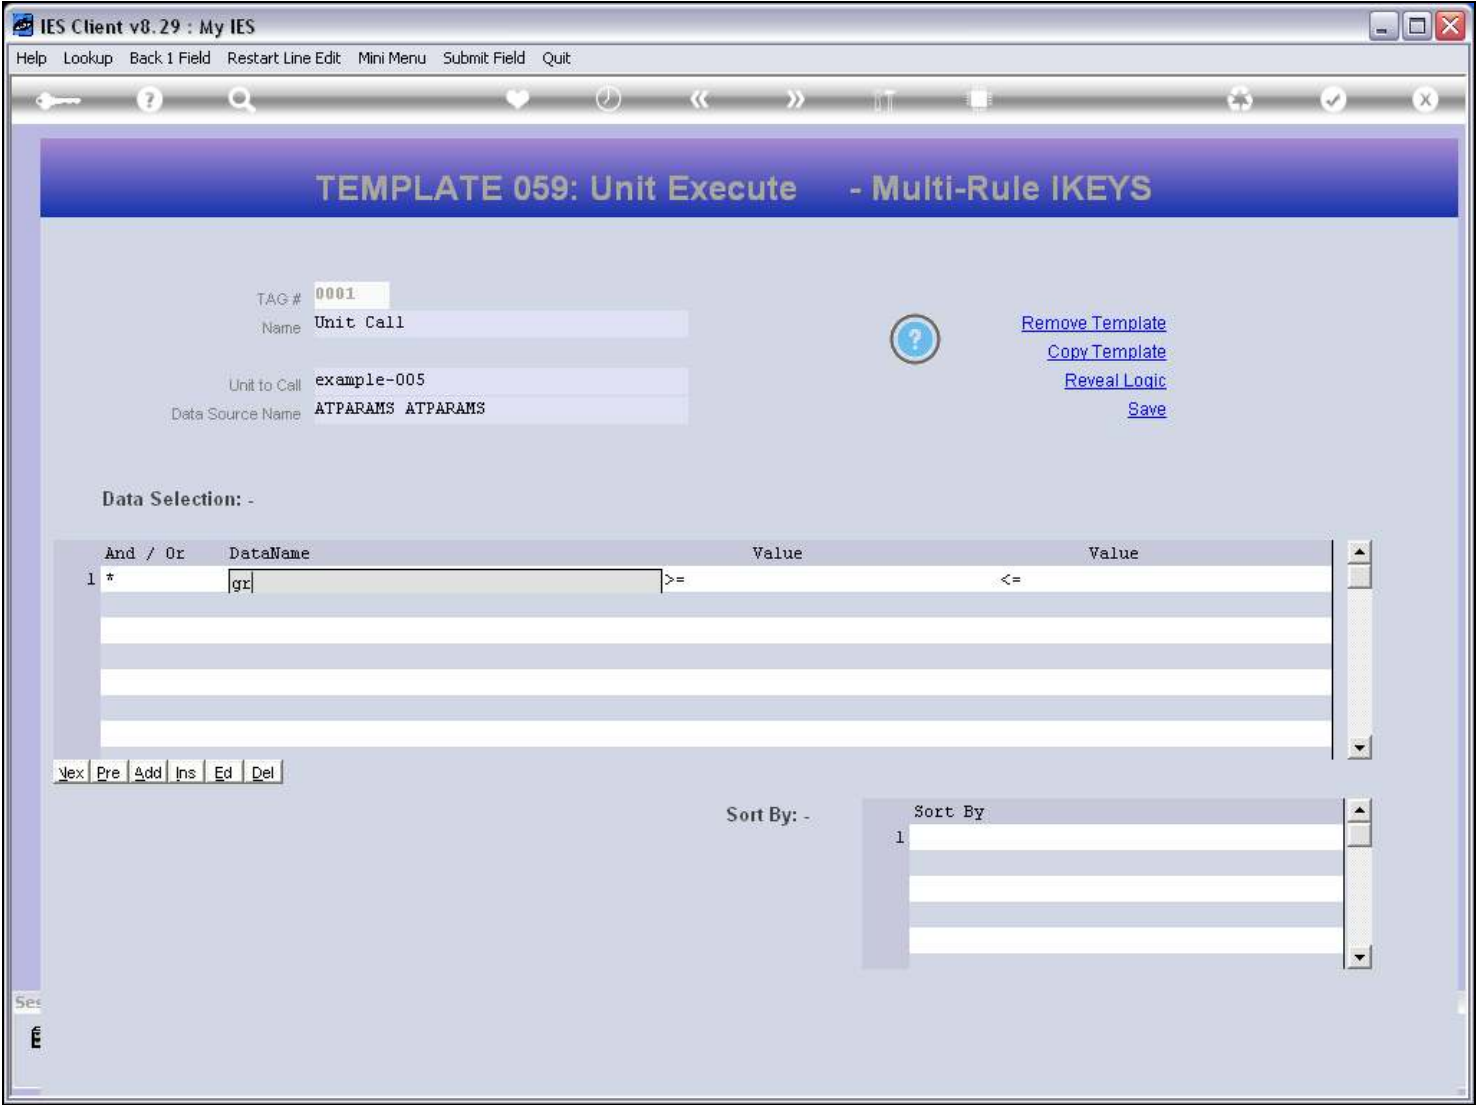 IES Client v8.29 : My IES
Help Lookup Back 1 Field Restart Line Edit Mini Menu Submit Field Quit
TEMPLATE 059: Unit Execute - Multi-Rule IKEYS
TAG # 0001
Name Unit Call
Remove Template
Copy Template
Unit to Call example-005
Reveal Logic
Data Source Name ATPARAMS ATPARAMS
Save
Data Selection: -
And / Or DataName Value Value
1 * gr >= <=
Nex Pre Add Ins Ed Del
Sort By: -
Sort By
1
Ses